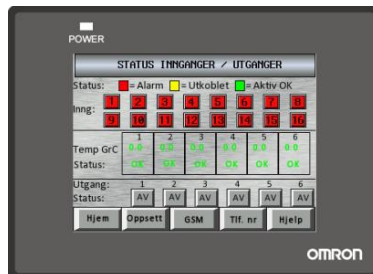 POWER
STATUS INNGANGER / UTGANGER
Status: = Alarm = Utkoblet = Aktiv OK
Inng: 1 2 3 4 5 6 7 8
9 10 11 12 13 14 15 16
1 2 3 4 5 6
Temp GrC 0.0 0.0 0.0 0.0 0.0 0.0
Status: OK OK OK OK OK OK
Utgang: 1 2 3 4 5 6
Status: AV AV AV AV AV AV
Hjem Oppsett GSM Tlf. nr Hjelp
OMRON